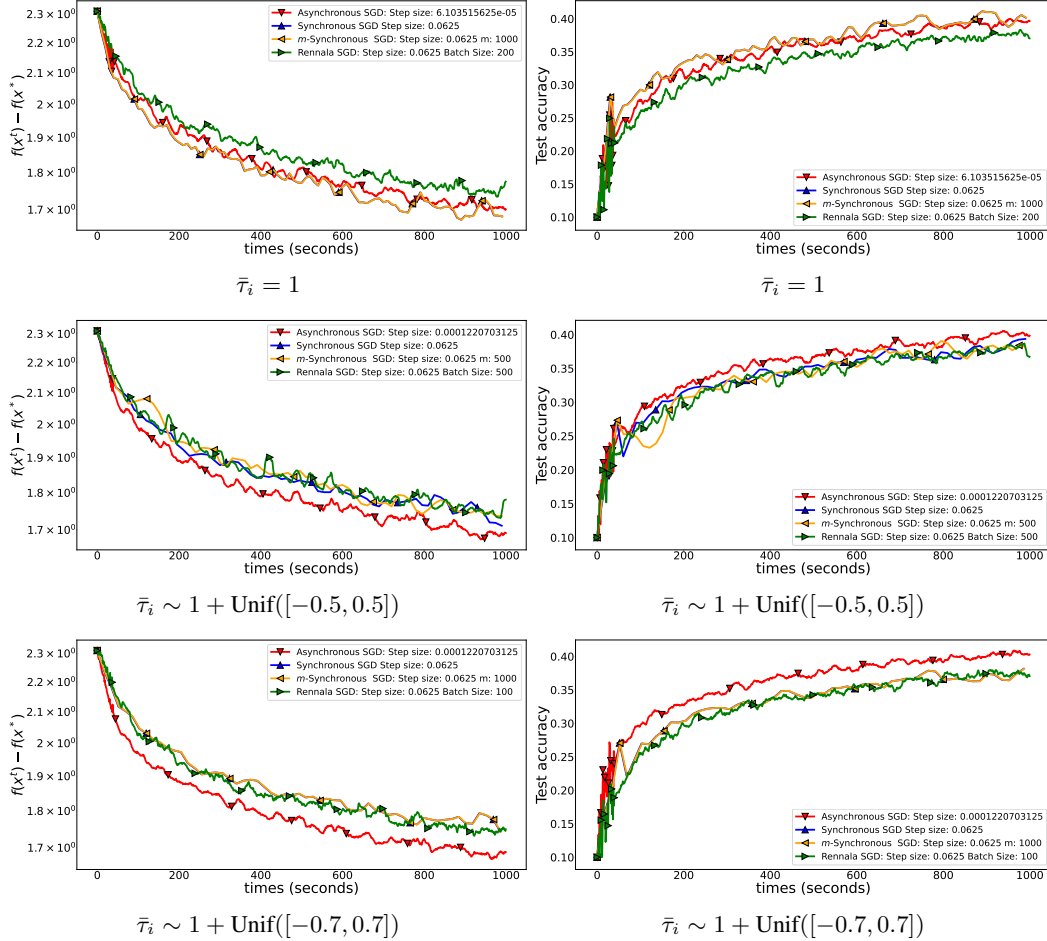 2.3 × 10⁰
2.2 × 10⁰
2.1 × 10⁰
2 × 10⁰
1.9 × 10⁰
1.8 × 10⁰
1.7 × 10⁰
f(xᵗ) − f(x*)
Asynchronous SGD: Step size: 6.103515625e-05
Synchronous SGD: Step size: 0.0625
m-Synchronous SGD: Step size: 0.0625 m: 1000
Rennala SGD: Step size: 0.0625 Batch Size: 200
0 200 400 600 800 1000
times (seconds)
τ̄ᵢ = 1
0.40
0.35
0.30
0.25
0.20
0.15
0.10
Test accuracy
Asynchronous SGD: Step size: 6.103515625e-05
Synchronous SGD Step size: 0.0625
m-Synchronous SGD: Step size: 0.0625 m: 1000
Rennala SGD: Step size: 0.0625 Batch Size: 200
0 200 400 600 800 1000
times (seconds)
τ̄ᵢ = 1
2.3 × 10⁰
2.2 × 10⁰
2.1 × 10⁰
2 × 10⁰
1.9 × 10⁰
1.8 × 10⁰
1.7 × 10⁰
f(xᵗ) − f(x*)
Asynchronous SGD: Step size: 0.0001220703125
Synchronous SGD: Step size: 0.0625
m-Synchronous SGD: Step size: 0.0625 m: 500
Rennala SGD: Step size: 0.0625 Batch Size: 500
0 200 400 600 800 1000
times (seconds)
τ̄ᵢ ∼ 1 + Unif([−0.5, 0.5])
0.40
0.35
0.30
0.25
0.20
0.15
0.10
Test accuracy
Asynchronous SGD: Step size: 0.0001220703125
Synchronous SGD Step size: 0.0625
m-Synchronous SGD: Step size: 0.0625 m: 500
Rennala SGD: Step size: 0.0625 Batch Size: 500
0 200 400 600 800 1000
times (seconds)
τ̄ᵢ ∼ 1 + Unif([−0.5, 0.5])
2.3 × 10⁰
2.2 × 10⁰
2.1 × 10⁰
2 × 10⁰
1.9 × 10⁰
1.8 × 10⁰
1.7 × 10⁰
f(xᵗ) − f(x*)
Asynchronous SGD: Step size: 0.0001220703125
Synchronous SGD: Step size: 0.0625
m-Synchronous SGD: Step size: 0.0625 m: 1000
Rennala SGD: Step size: 0.0625 Batch Size: 100
0 200 400 600 800 1000
times (seconds)
τ̄ᵢ ∼ 1 + Unif([−0.7, 0.7])
0.40
0.35
0.30
0.25
0.20
0.15
0.10
Test accuracy
Asynchronous SGD: Step size: 0.0001220703125
Synchronous SGD Step size: 0.0625
m-Synchronous SGD: Step size: 0.0625 m: 1000
Rennala SGD: Step size: 0.0625 Batch Size: 100
0 200 400 600 800 1000
times (seconds)
τ̄ᵢ ∼ 1 + Unif([−0.7, 0.7])